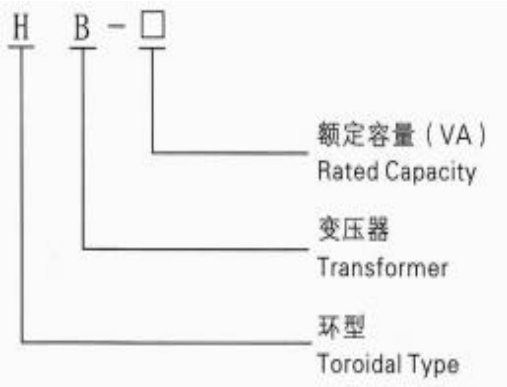 H B - □
额定容量（VA）
Rated Capacity
变压器
Transformer
环型
Toroidal Type